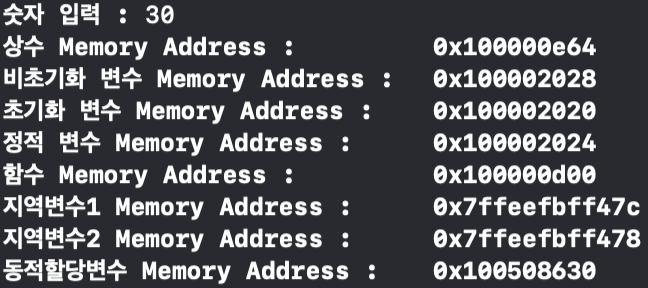 숫자 입력 : 30
상수 Memory Address : 0x100000e64
비초기화 변수 Memory Address : 0x100002028
초기화 변수 Memory Address : 0x100002020
정적 변수 Memory Address : 0x100002024
함수 Memory Address : 0x100000d00
지역변수1 Memory Address : 0x7ffeefbff47c
지역변수2 Memory Address : 0x7ffeefbff478
동적할당변수 Memory Address : 0x100508630